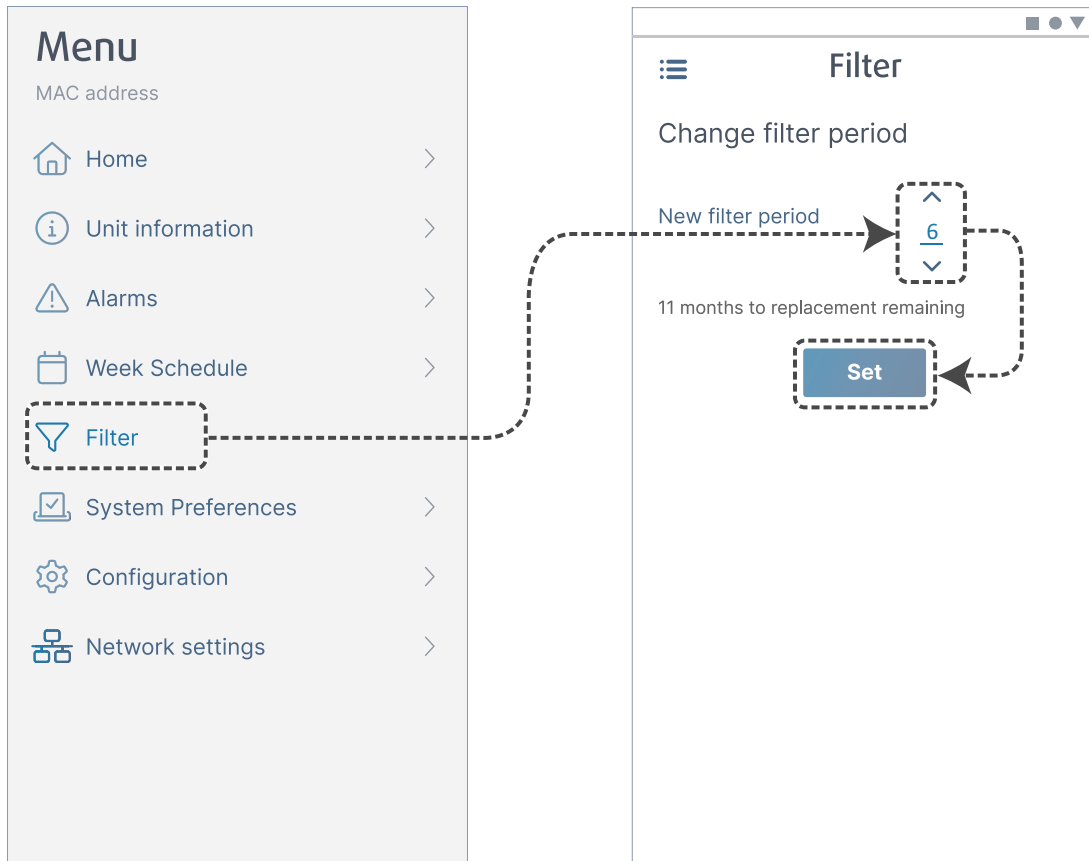 Menu
MAC address
Home
Unit information
Alarms
Week Schedule
Filter
System Preferences
Configuration
Network settings
Filter
Change filter period
New filter period
6
11 months to replacement remaining
Set